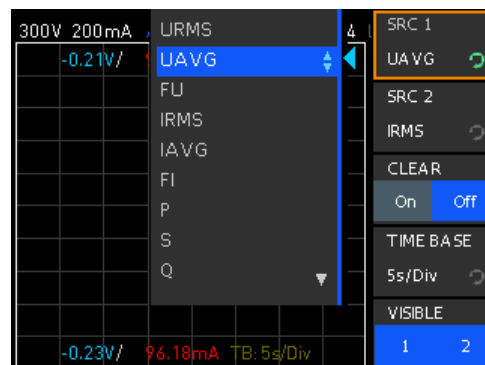 300V 200mA
4
-0.21V/
URMS
UAVG
FU
IRMS
IAVG
FI
P
S
Q
-0.23V/ 96.18mA TB:5s/Div
SRC 1
UAVG
SRC 2
IRMS
CLEAR
On Off
TIME BASE
5s/Div
VISIBLE
1 2